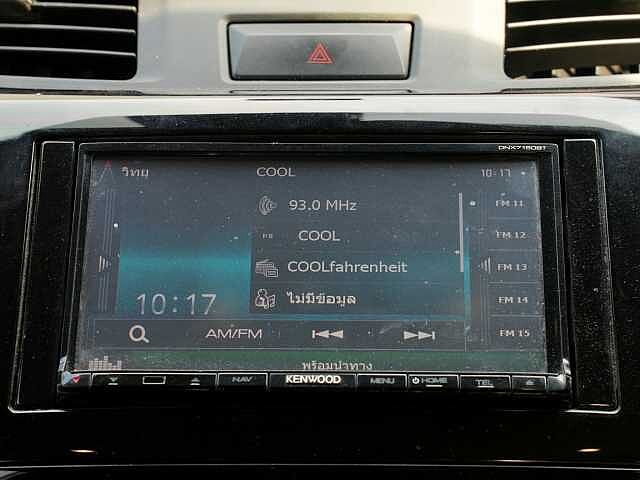 DNX7150BT
วิทยุ COOL 10:17
93.0 MHz FM 11
PS COOL FM 12
COOLfahrenheit FM 13
ไม่มีข้อมูล FM 14
10:17
AM/FM FM 15
พร้อมนำทาง
NAV KENWOOD MENU HOME TEL